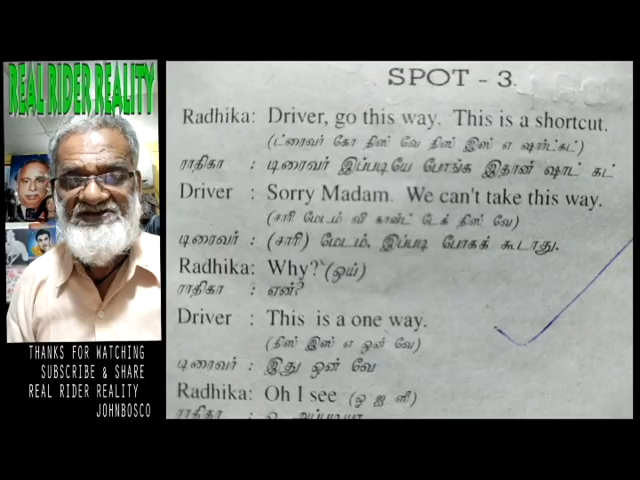 REAL RIDER REALITY
THANKS FOR WATCHING
SUBSCRIBE & SHARE
REAL RIDER REALITY
JOHNBOSCO
SPOT - 3.
Radhika: Driver, go this way. This is a shortcut.
(ட்ரைவர் கோ திஸ் வே திஸ் இஸ் எ ஷார்ட்கட்)
ராதிகா : டிரைவர் இப்படியே போங்க இதான் ஷாட் கட்
Driver : Sorry Madam. We can't take this way.
(சாரி மேடம் வி கான்ட் டேக் திஸ் வே)
டிரைவர் : (சாரி) மேடம். இப்படி போகக் கூடாது.
Radhika: Why? (ஒய்)
ராதிகா : ஏன்?
Driver : This is a one way.
(திஸ் இஸ் எ ஒன் வே)
டிரைவர் : இது ஒன் வே
Radhika: Oh I see (ஓ ஐ ஸீ)